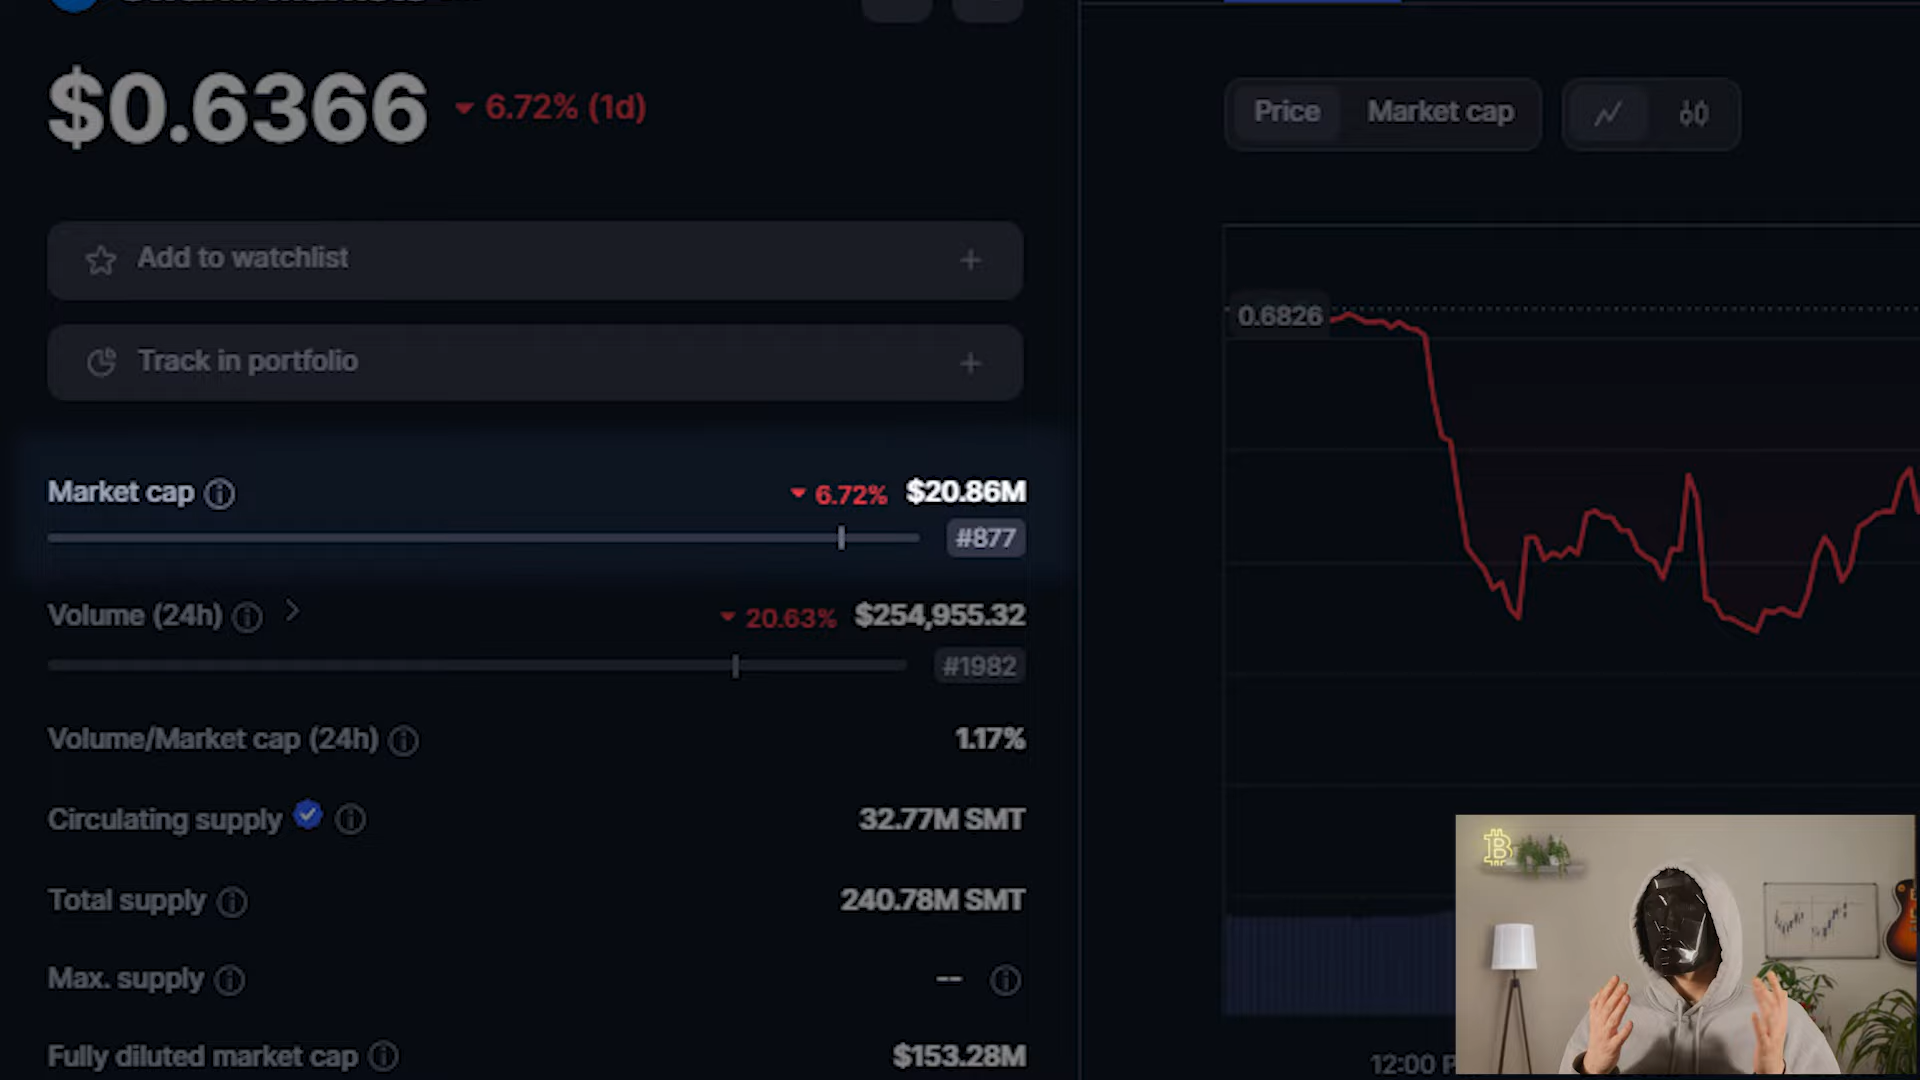 $0.6366 6.72% (1d)
Price Market cap
Add to watchlist +
0.6826
Track in portfolio +
Market cap 6.72% $20.86M
#877
Volume (24h) > 20.63% $254,955.32
#1982
Volume/Market cap (24h) 1.17%
Circulating supply 32.77M SMT
Total supply 240.78M SMT
Max. supply --
Fully diluted market cap $153.28M
12:00